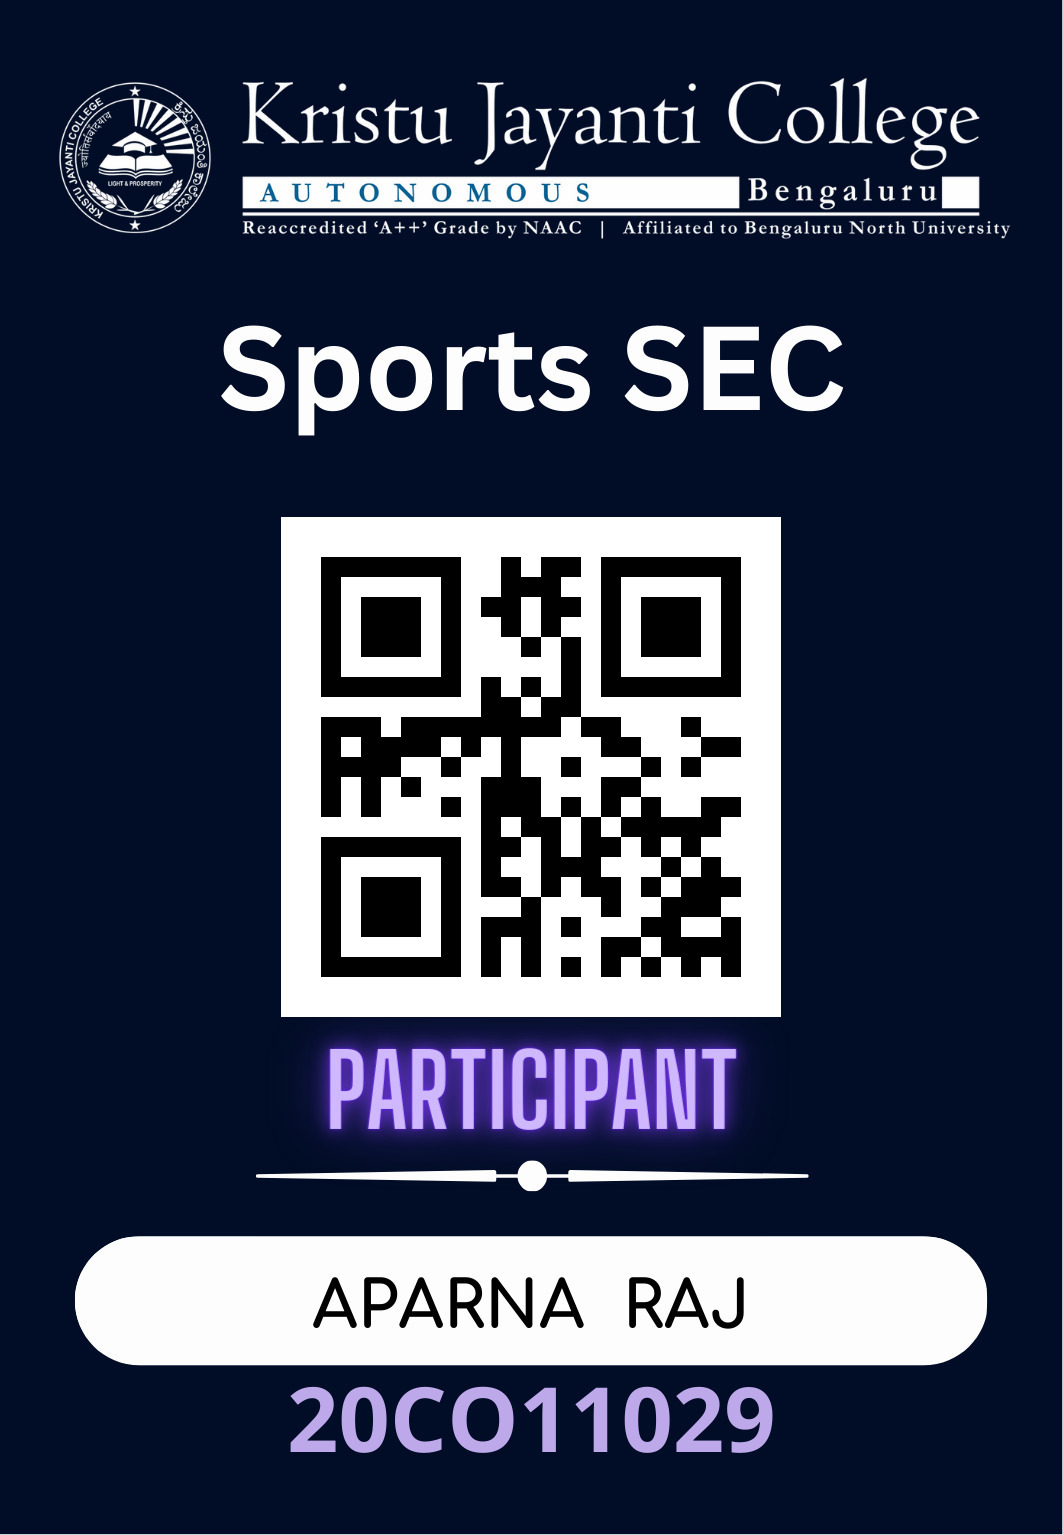 Kristu Jayanti College
AUTONOMOUS Bengaluru
Reaccredited ‘A++’ Grade by NAAC | Affiliated to Bengaluru North University
KRISTU JAYANTI COLLEGE
LIGHT & PROSPERITY
Sports SEC
PARTICIPANT
APARNA RAJ
20CO11029